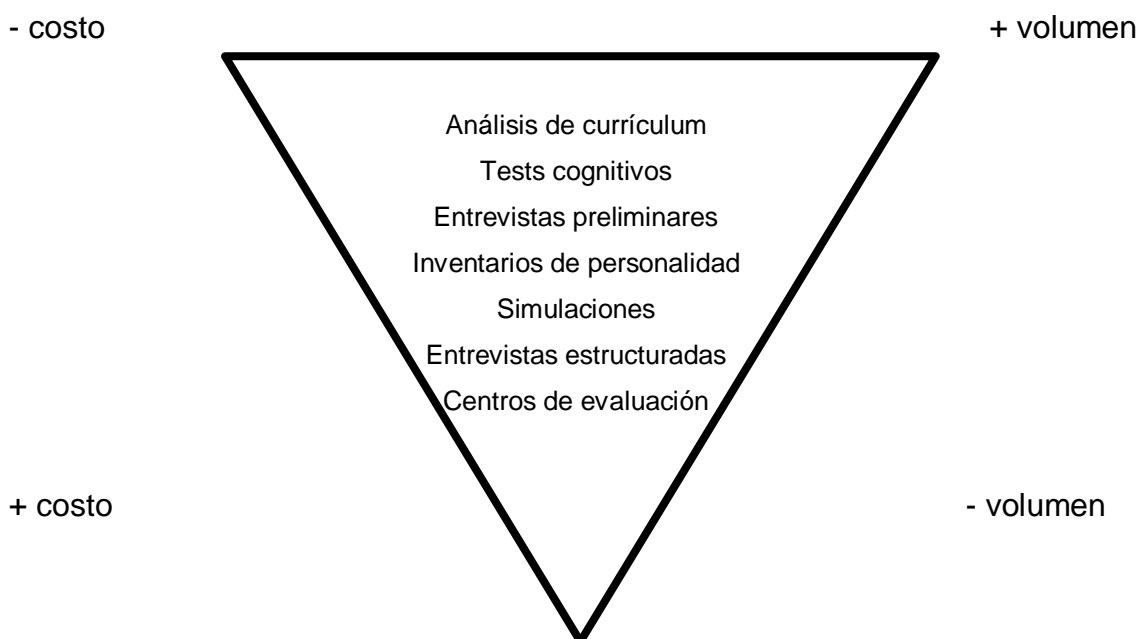 - costo
+ volumen
Análisis de currículum
Tests cognitivos
Entrevistas preliminares
Inventarios de personalidad
Simulaciones
Entrevistas estructuradas
Centros de evaluación
+ costo
- volumen